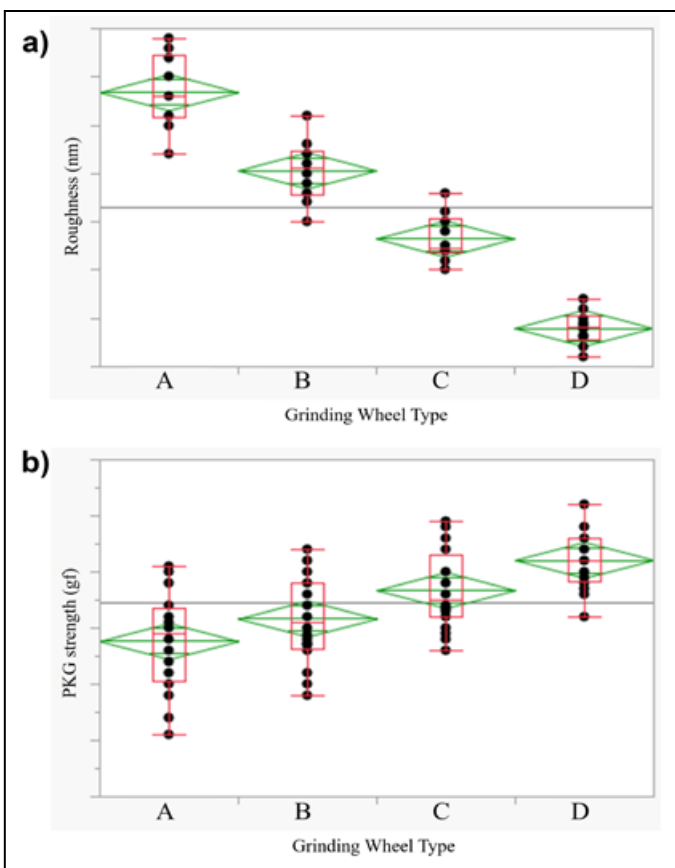 a)
Roughness (nm)
A B C D
Grinding Wheel Type
b)
PKG strength (gf)
A B C D
Grinding Wheel Type